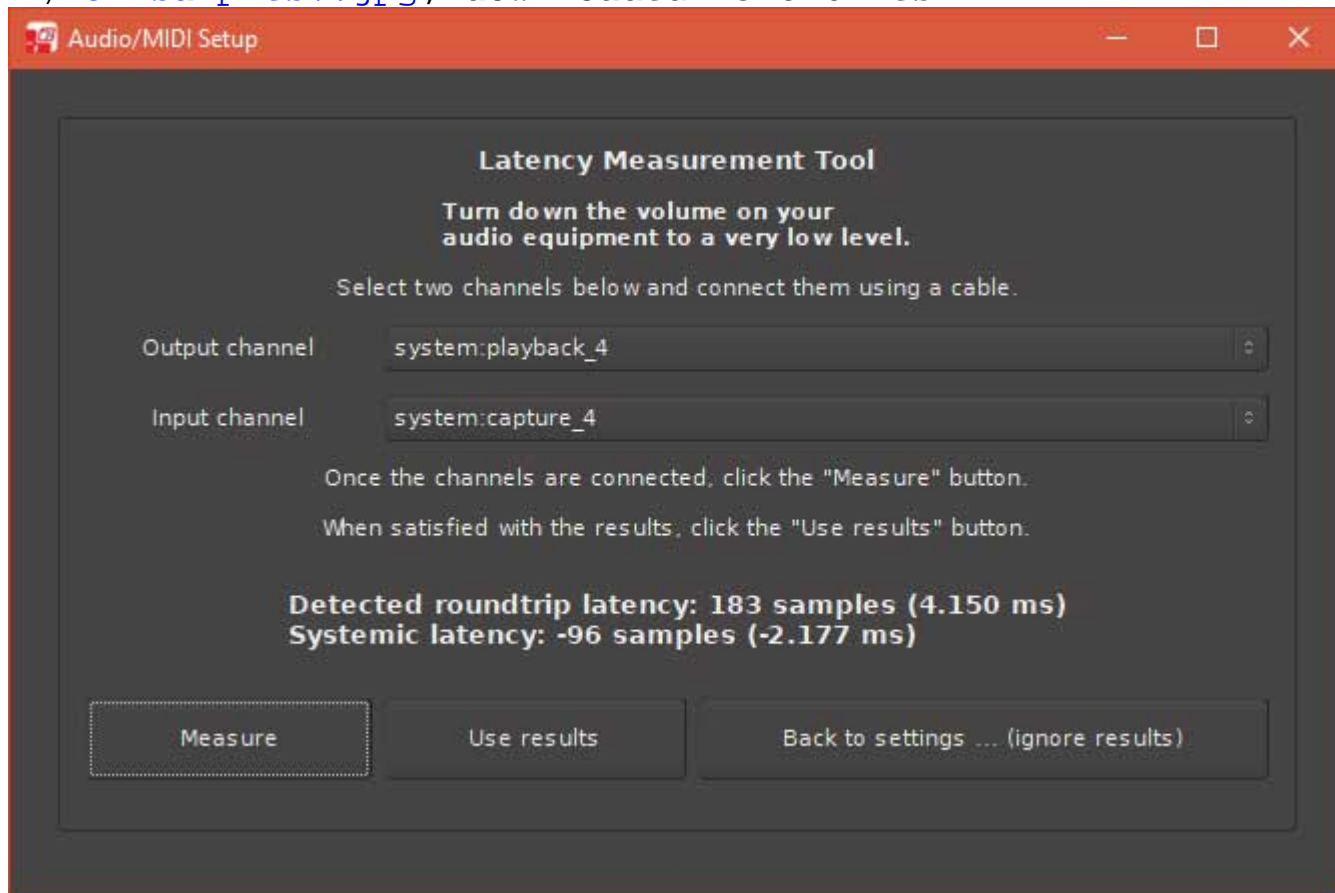 Audio/MIDI Setup
Latency Measurement Tool
Turn down the volume on your
audio equipment to a very low level.
Select two channels below and connect them using a cable.
Output channel system:playback_4
Input channel system:capture_4
Once the channels are connected, click the "Measure" button.
When satisfied with the results, click the "Use results" button.
Detected roundtrip latency: 183 samples (4.150 ms)
Systemic latency: -96 samples (-2.177 ms)
Measure Use results Back to settings ... (ignore results)